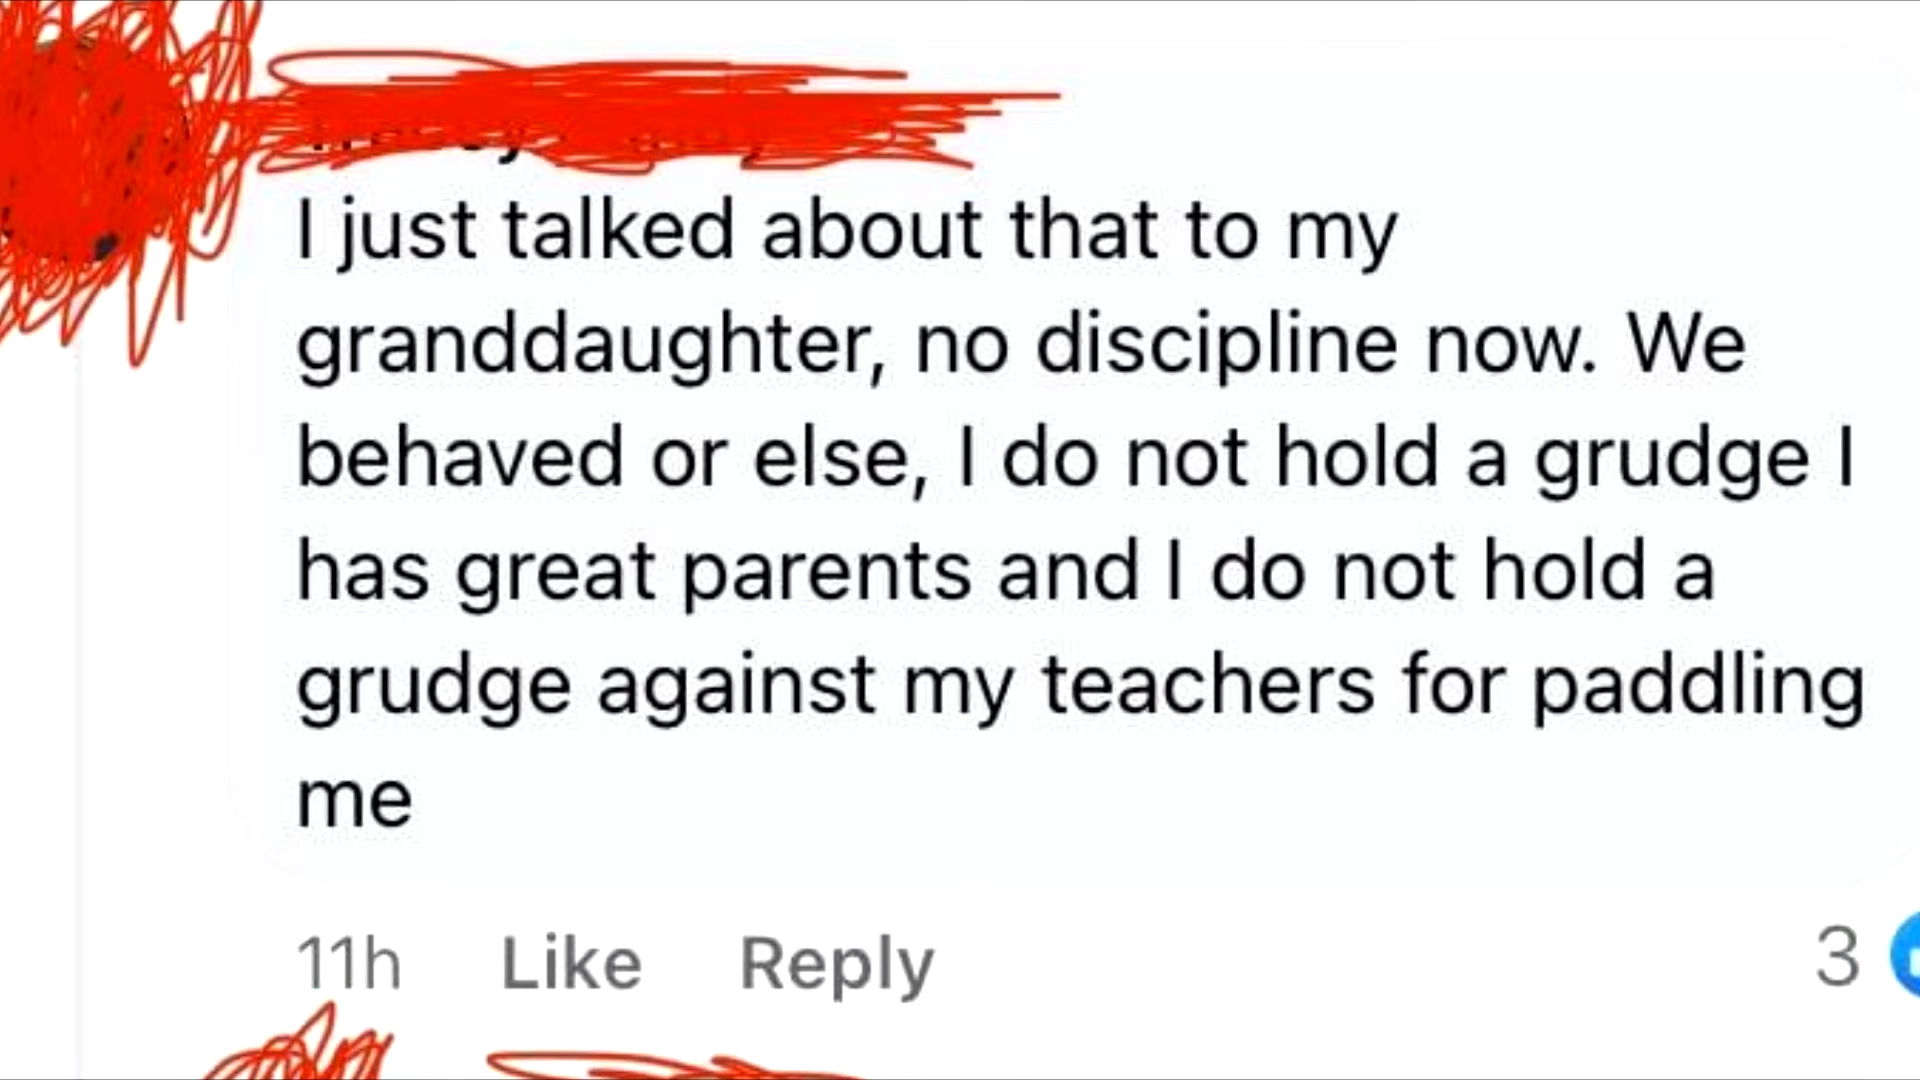 I just talked about that to my
granddaughter, no discipline now. We
behaved or else, I do not hold a grudge I
has great parents and I do not hold a
grudge against my teachers for paddling
me
11h Like Reply 3